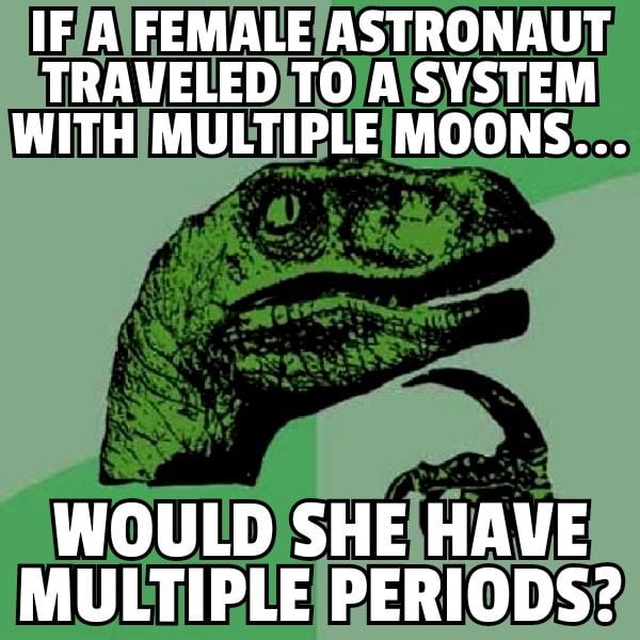 IF A FEMALE ASTRONAUT
TRAVELED TO A SYSTEM
WITH MULTIPLE MOONS...
WOULD SHE HAVE
MULTIPLE PERIODS?